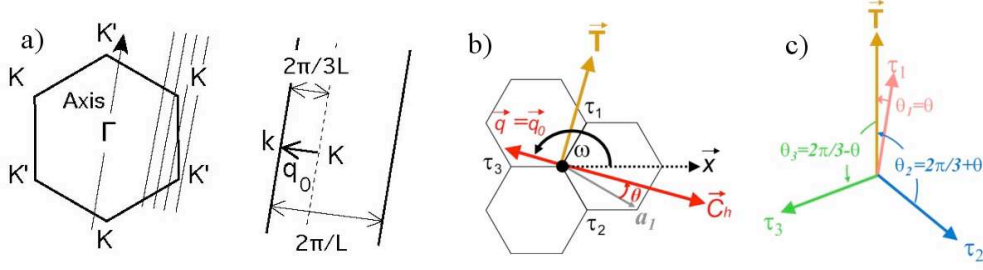 a)
K'
K
K
Axis
Γ
K'
K'
K
2π/3L
k
K
q₀
2π/L
b)
T
τ₁
q = q₀
ω
x
τ₃
θ
C_h
a₁
τ₂
c)
T
τ₁
θ₁=θ
θ₃=2π/3-θ
θ₂=2π/3+θ
τ₃
τ₂